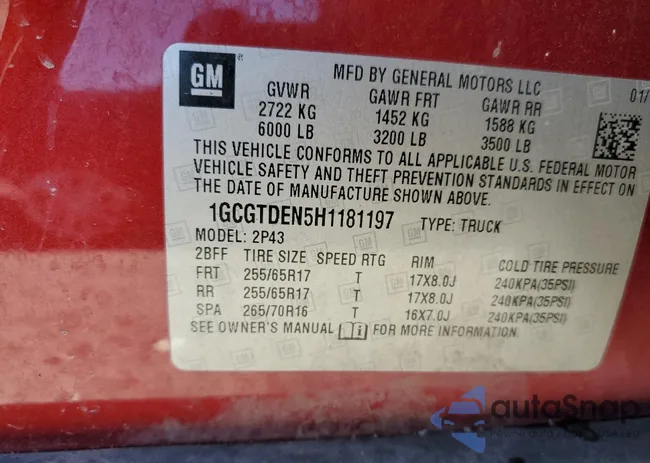 GM
MFD BY GENERAL MOTORS LLC
01/
GVWR GAWR FRT GAWR RR
2722 KG 1452 KG 1588 KG
6000 LB 3200 LB 3500 LB
THIS VEHICLE CONFORMS TO ALL APPLICABLE U.S. FEDERAL MOTOR
VEHICLE SAFETY AND THEFT PREVENTION STANDARDS IN EFFECT ON
THE DATE OF MANUFACTURE SHOWN ABOVE.
1GCGTDEN5H1181197 TYPE: TRUCK
MODEL: 2P43
2BFF TIRE SIZE SPEED RTG RIM COLD TIRE PRESSURE
FRT 255/65R17 T 17X8.0J 240KPA(35PSI)
RR 255/65R17 T 17X8.0J 240KPA(35PSI)
SPA 265/70R16 T 16X7.0J 240KPA(35PSI)
SEE OWNER'S MANUAL FOR MORE INFORMATION.
autoSnap